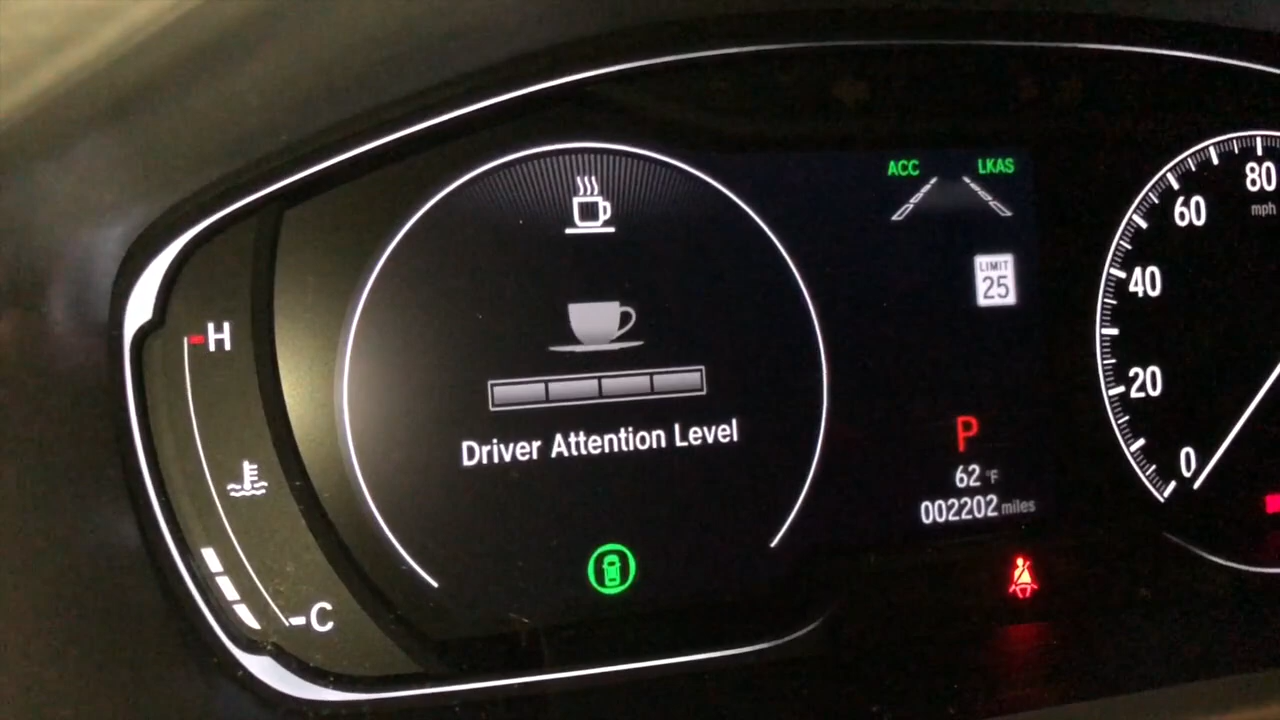 ACC LKAS
LIMIT
25
H
C
Driver Attention Level
P
62 °F
002202 miles
80
mph
60
40
20
0